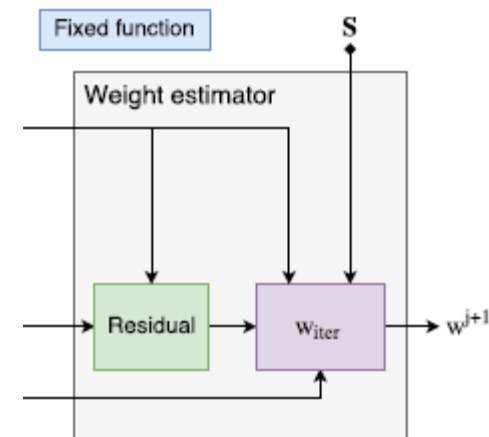 Fixed function
S
Weight estimator
Residual
w_iter
w^{j+1}